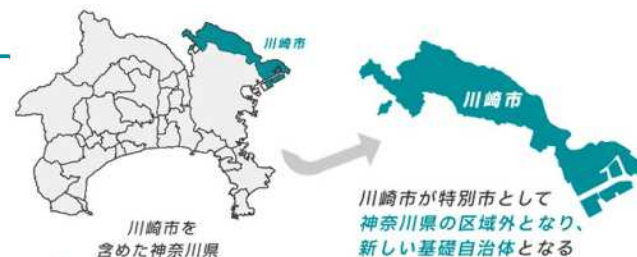 川崎市
川崎市
川崎市を
含めた神奈川県
川崎市が特別市として
神奈川県の区域外となり、
新しい基礎自治体となる